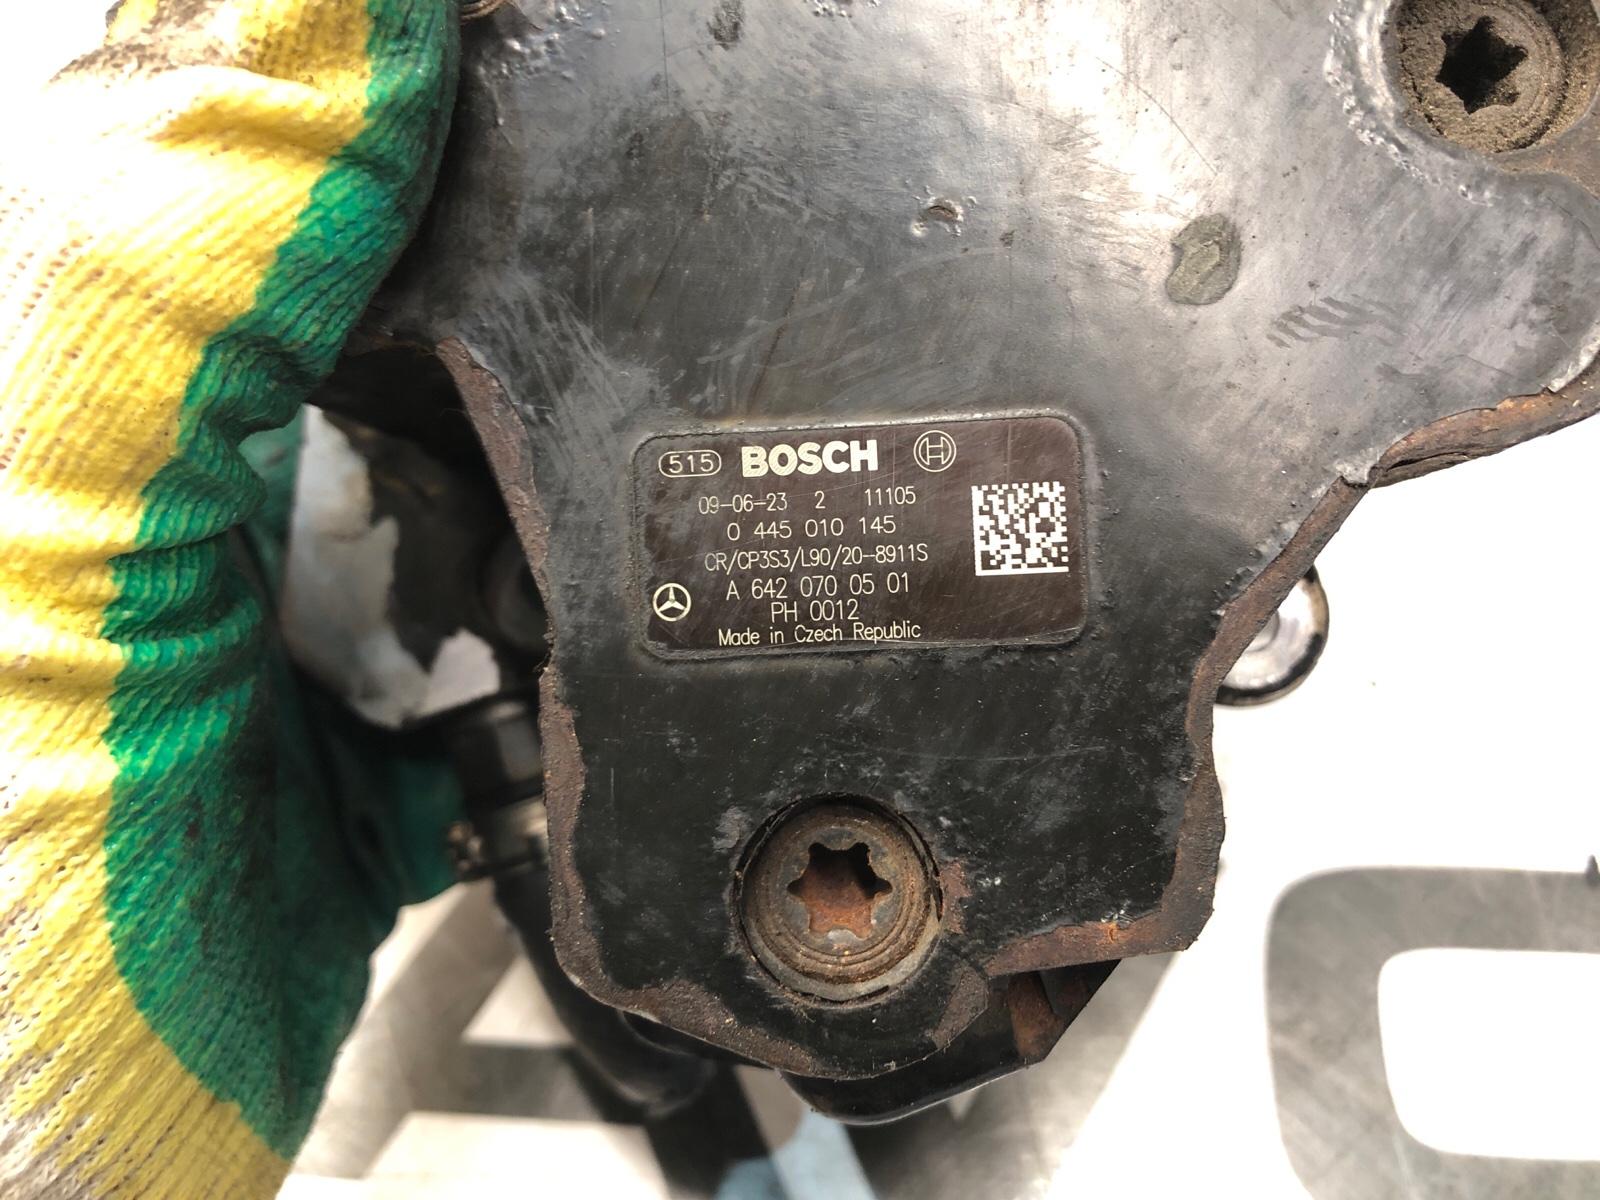 515 BOSCH
09-06-23 2 11105
0 445 010 145
CR/CP3S3/L90/20-8911S
A 642 070 05 01
PH 0012
Made in Czech Republic